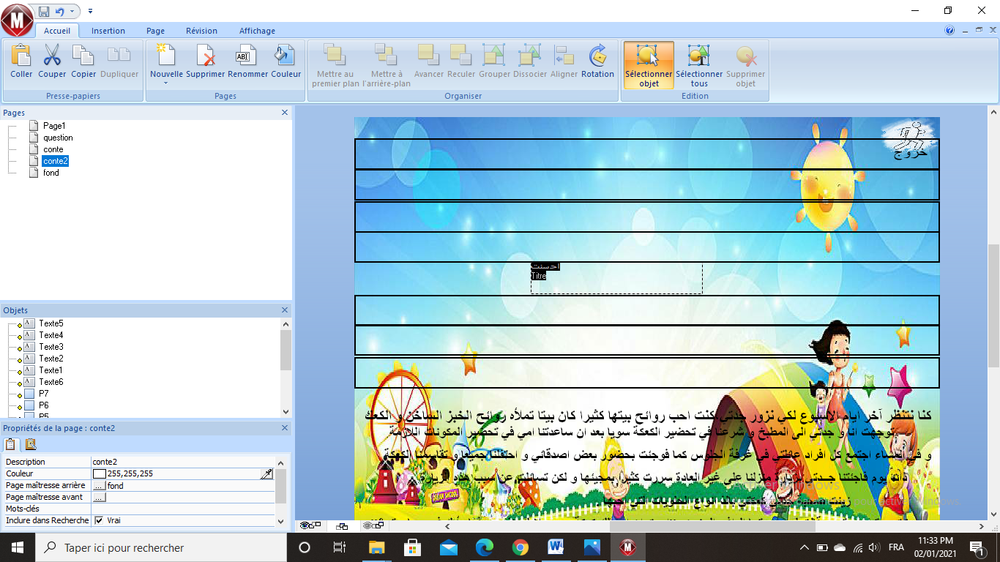 Accueil
Insertion
Page
Révision
Affichage
Coller
Couper
Copier
Dupliquer
Nouvelle
Supprimer
Renommer
Couleur
Mettre au premier plan
Mettre à l'arrière-plan
Avancer
Reculer
Grouper
Dissocier
Aligner
Rotation
Sélectionner objet
Sélectionner tous
Supprimer objet
Presse-papiers
Pages
Organiser
Edition
Pages
Page1
question
conte
conte2
fond
Objets
Texte5
Texte4
Texte3
Texte2
Texte1
Texte6
P7
P6
P5
Propriétés de la page : conte2
Description
conte2
Couleur
255,255,255
Page maîtresse arrière
... fond
Page maîtresse avant
...
Mots-clés
Inclure dans Recherche
Vrai
خروج
احسنت
Titre
كنا ننتظر آخر ايام الاسبوع لكي نزور جدتي كنت احب روائح بيتها كثيرا كان بيتا تملأه روائح الخبز الساخن و الكعك
توجهت انا و جدتي الى المطبخ و شرعنا في تحضير الكعكة سويا بعد ان ساعدتنا امي في تحضير المكونات اللازمة
و في المساء اجتمع كل افراد عائلتي في غرفة الجلوس كما فوجئت بحضور بعض اصدقائي و احتفلنا جميعا و تقاسمنا الكعكة
ذات يوم فاجئتنا جدتي بزيارة منزلنا على غير العادة سررت كثيرا بمجيئها و لكن تسائلت عن سبب هذه الزيارة
Taper ici pour rechercher
FRA
11:33 PM
02/01/2021
1